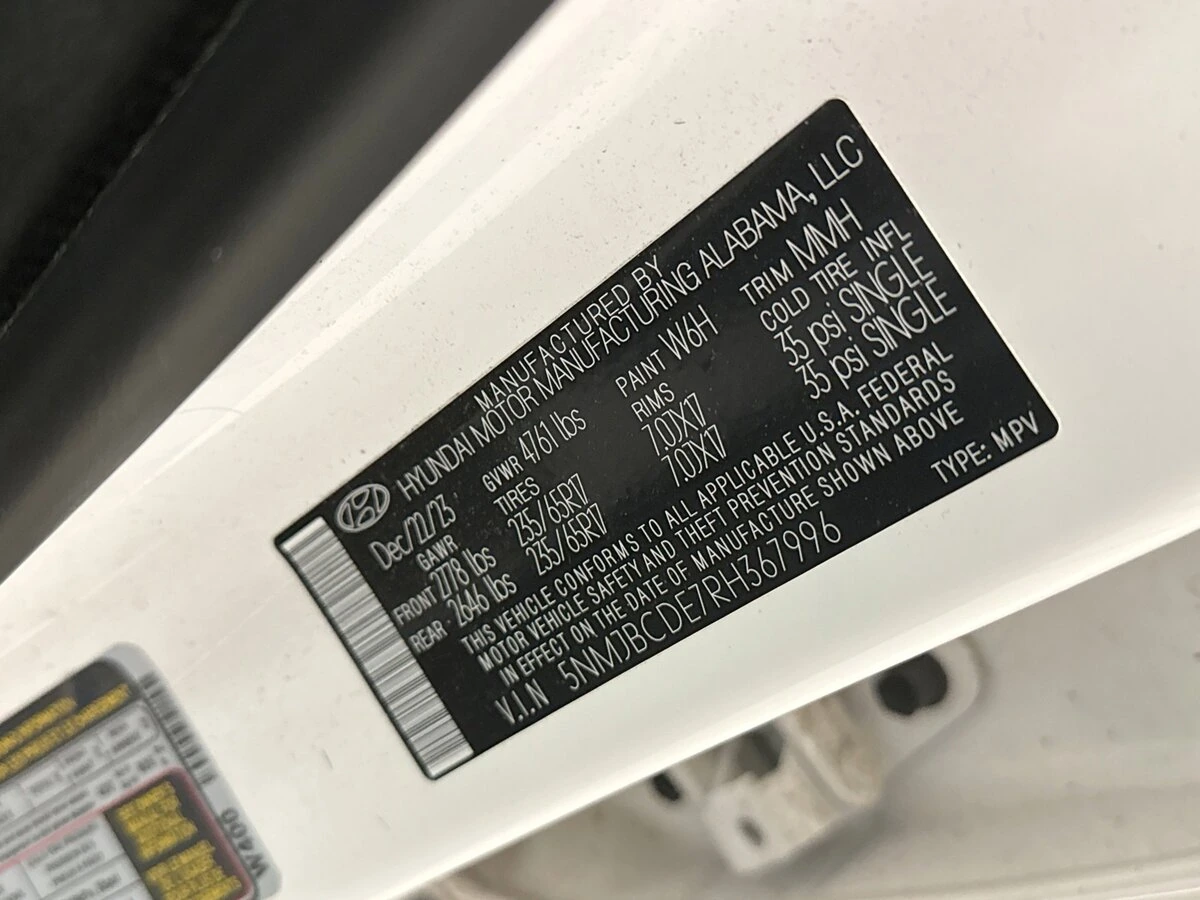 MANUFACTURED BY
HYUNDAI MOTOR MANUFACTURING ALABAMA, LLC
Dec/22/23 GVWR 4761 lbs PAINT W6H TRIM MMH
GAWR TIRES RIMS COLD TIRE INFL
FRONT 2778 lbs 235/65R17 7.0JX17 35 psi SINGLE
REAR 2646 lbs 235/65R17 7.0JX17 35 psi SINGLE
THIS VEHICLE CONFORMS TO ALL APPLICABLE U.S.A. FEDERAL
MOTOR VEHICLE SAFETY AND THEFT PREVENTION STANDARDS
IN EFFECT ON THE DATE OF MANUFACTURE SHOWN ABOVE
V.I.N 5NMJBCDE7RH367996 TYPE: MPV
W400